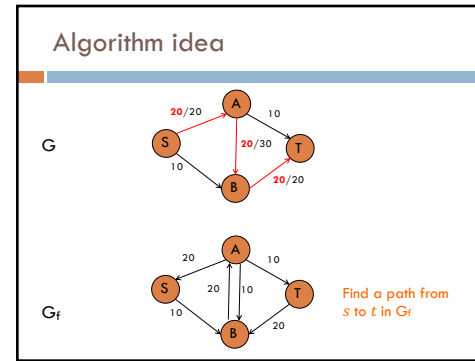 Algorithm idea
G
20/20
A
10
S
20/30
T
10
20/20
B
Gf
20
A
10
S
20
10
T
10
20
B
Find a path from
s to t in Gf